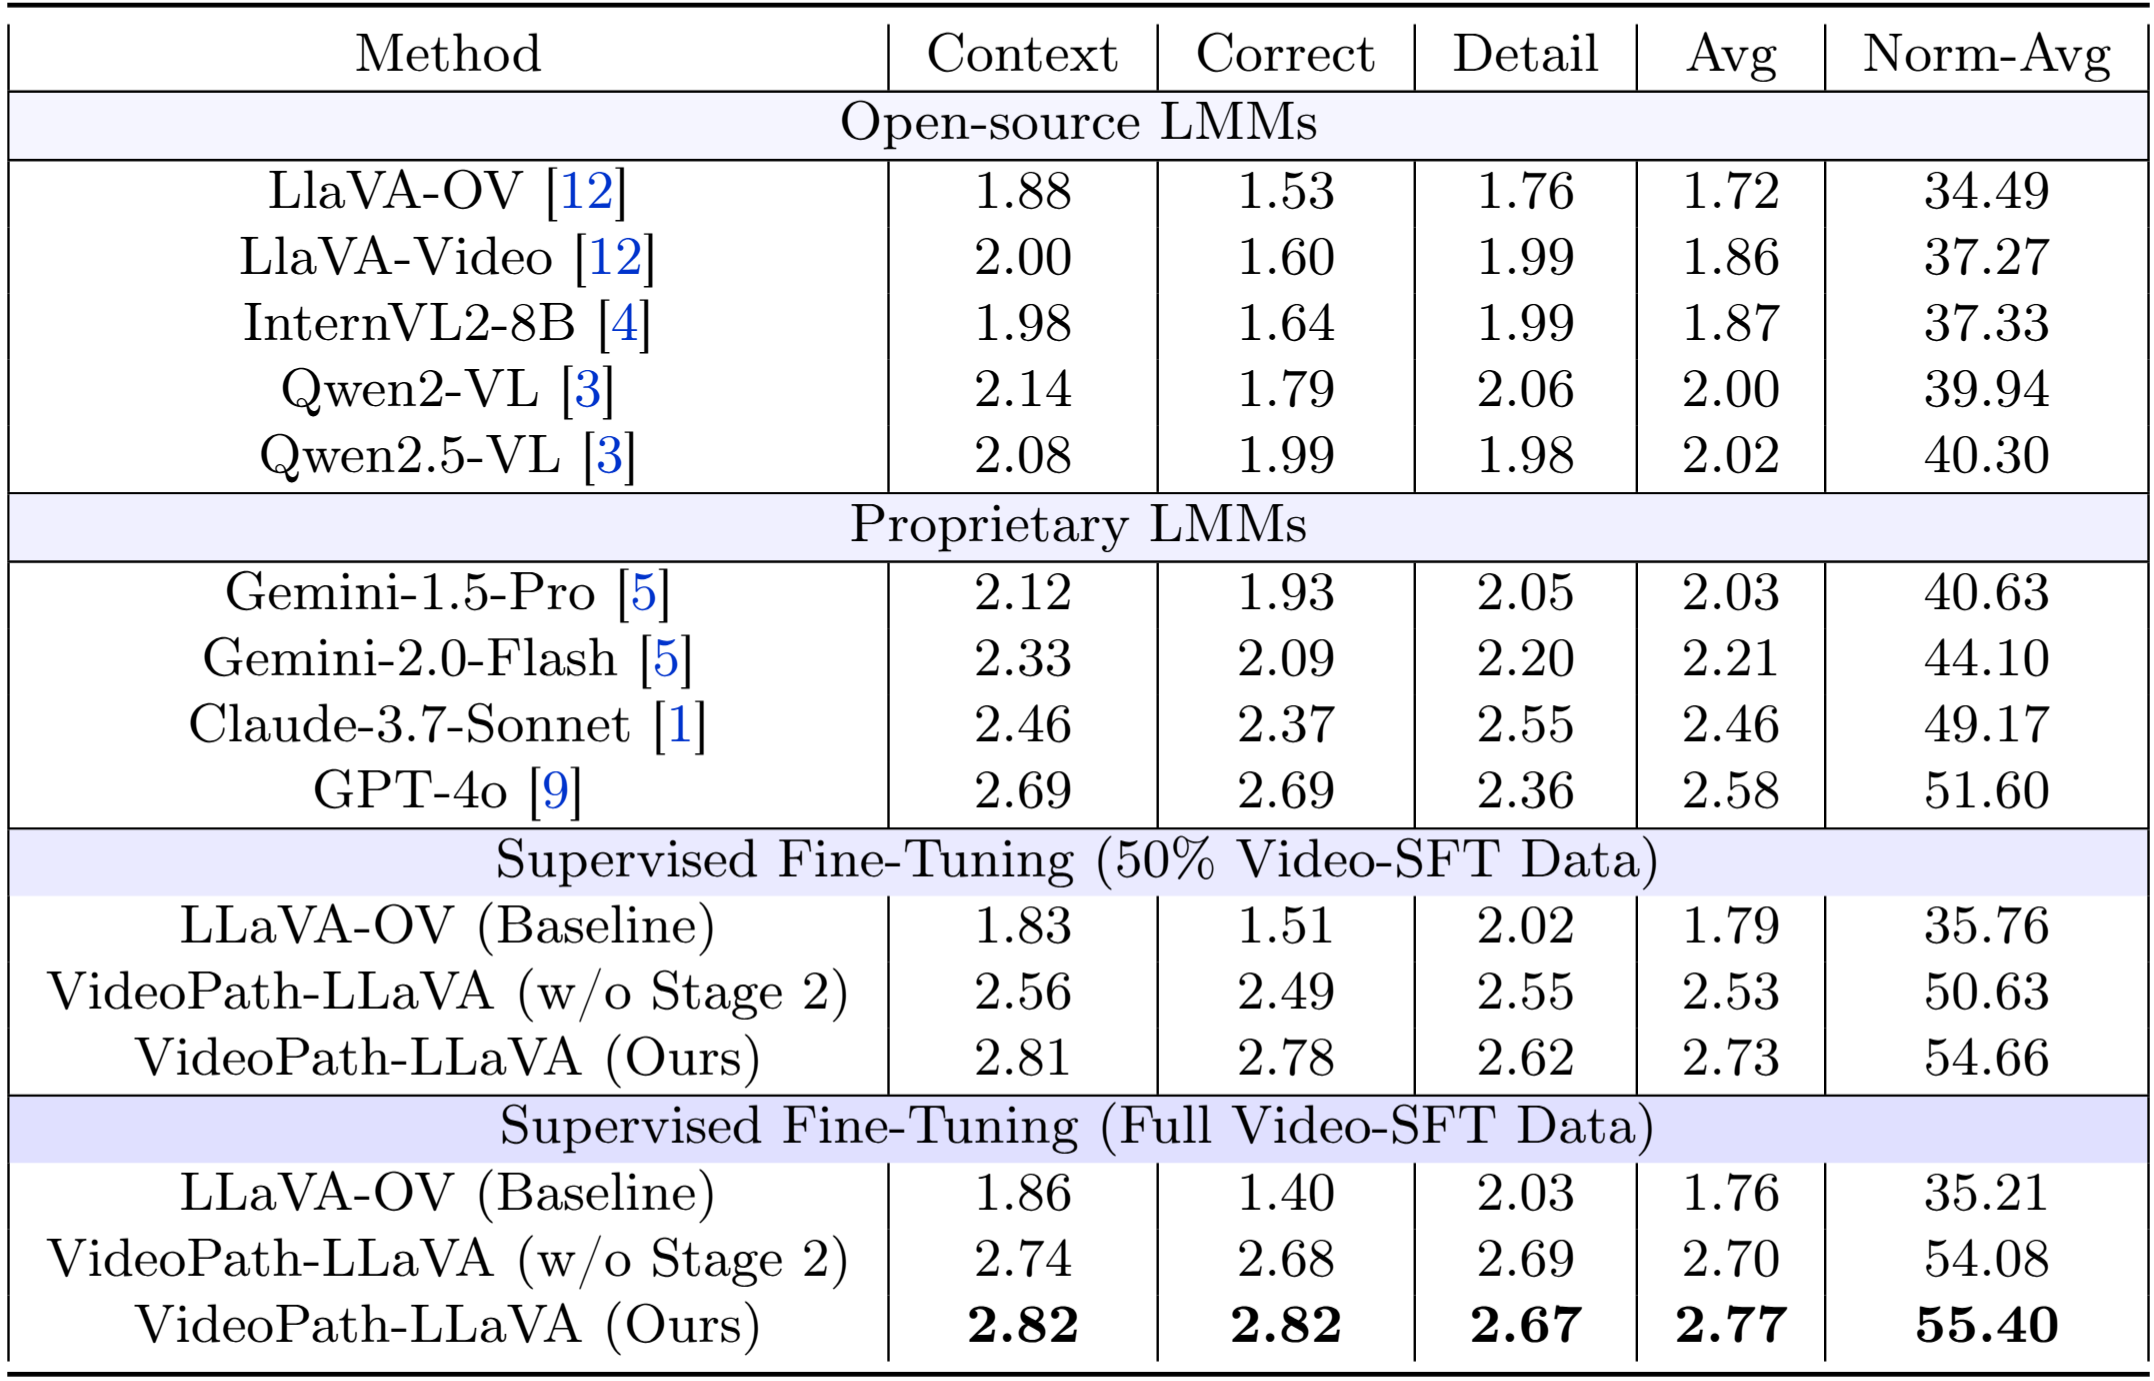 Method Context Correct Detail Avg Norm-Avg
Open-source LMMs
LlaVA-OV [12] 1.88 1.53 1.76 1.72 34.49
LlaVA-Video [12] 2.00 1.60 1.99 1.86 37.27
InternVL2-8B [4] 1.98 1.64 1.99 1.87 37.33
Qwen2-VL [3] 2.14 1.79 2.06 2.00 39.94
Qwen2.5-VL [3] 2.08 1.99 1.98 2.02 40.30
Proprietary LMMs
Gemini-1.5-Pro [5] 2.12 1.93 2.05 2.03 40.63
Gemini-2.0-Flash [5] 2.33 2.09 2.20 2.21 44.10
Claude-3.7-Sonnet [1] 2.46 2.37 2.55 2.46 49.17
GPT-4o [9] 2.69 2.69 2.36 2.58 51.60
Supervised Fine-Tuning (50% Video-SFT Data)
LLaVA-OV (Baseline) 1.83 1.51 2.02 1.79 35.76
VideoPath-LLaVA (w/o Stage 2) 2.56 2.49 2.55 2.53 50.63
VideoPath-LLaVA (Ours) 2.81 2.78 2.62 2.73 54.66
Supervised Fine-Tuning (Full Video-SFT Data)
LLaVA-OV (Baseline) 1.86 1.40 2.03 1.76 35.21
VideoPath-LLaVA (w/o Stage 2) 2.74 2.68 2.69 2.70 54.08
VideoPath-LLaVA (Ours) 2.82 2.82 2.67 2.77 55.40